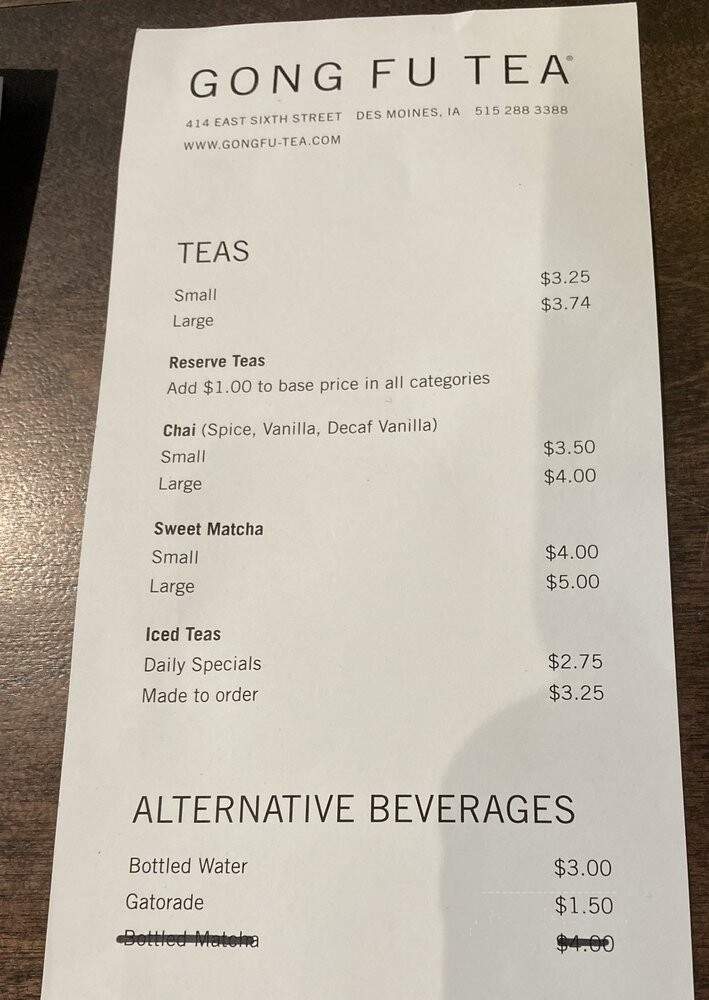 GONG FU TEA®
414 EAST SIXTH STREET DES MOINES, IA 515 288 3388
WWW.GONGFU-TEA.COM
TEAS
Small $3.25
Large $3.74
Reserve Teas
Add $1.00 to base price in all categories
Chai (Spice, Vanilla, Decaf Vanilla)
Small $3.50
Large $4.00
Sweet Matcha
Small $4.00
Large $5.00
Iced Teas
Daily Specials $2.75
Made to order $3.25
ALTERNATIVE BEVERAGES
Bottled Water $3.00
Gatorade $1.50
Bottled Matcha $4.00